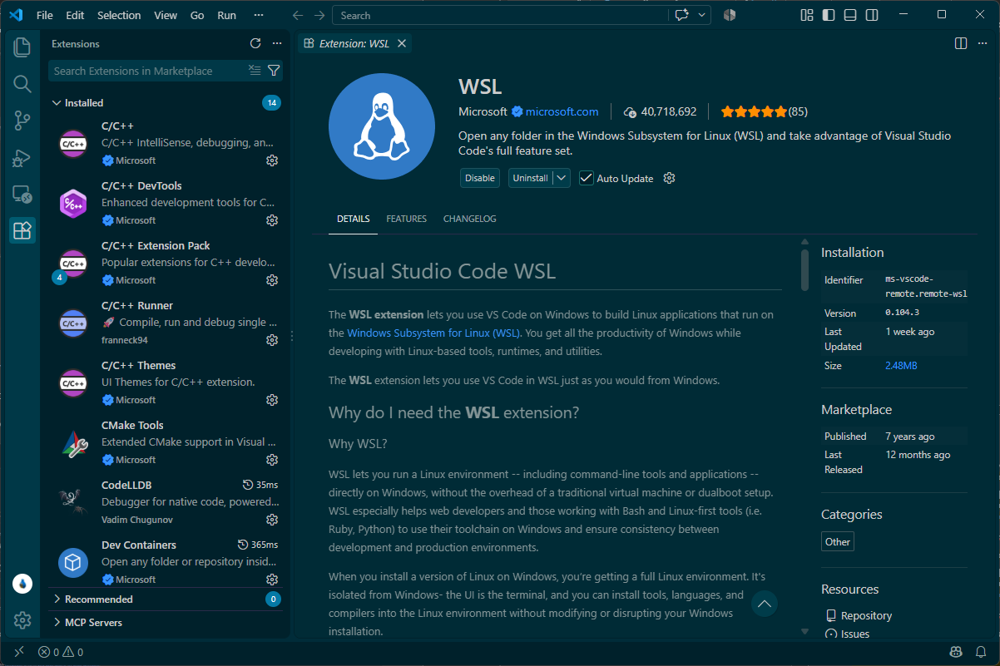 File Edit Selection View Go Run ··· Search
Extensions
Search Extensions in Marketplace
Installed 14
C/C++
C/C++ IntelliSense, debugging, an...
Microsoft
C/C++ DevTools
Enhanced development tools for C...
Microsoft
C/C++ Extension Pack
Popular extensions for C++ develo...
4
Microsoft
C/C++ Runner
🚀 Compile, run and debug single ...
franneck94
C/C++ Themes
UI Themes for C/C++ extension.
Microsoft
CMake Tools
Extended CMake support in Visual ...
Microsoft
CodeLLDB 35ms
Debugger for native code, powered...
Vadim Chugunov
Dev Containers 365ms
Open any folder or repository insid...
Microsoft
Recommended 0
MCP Servers
Extension: WSL
WSL
Microsoft microsoft.com 40,718,692 (85)
Open any folder in the Windows Subsystem for Linux (WSL) and take advantage of Visual Studio
Code's full feature set.
Disable Uninstall Auto Update
DETAILS FEATURES CHANGELOG
Visual Studio Code WSL
The WSL extension lets you use VS Code on Windows to build Linux applications that run on
the Windows Subsystem for Linux (WSL). You get all the productivity of Windows while
developing with Linux-based tools, runtimes, and utilities.
The WSL extension lets you use VS Code in WSL just as you would from Windows.
Why do I need the WSL extension?
Why WSL?
WSL lets you run a Linux environment -- including command-line tools and applications --
directly on Windows, without the overhead of a traditional virtual machine or dualboot setup.
WSL especially helps web developers and those working with Bash and Linux-first tools (i.e.
Ruby, Python) to use their toolchain on Windows and ensure consistency between
development and production environments.
When you install a version of Linux on Windows, you're getting a full Linux environment. It's
isolated from Windows- the UI is the terminal, and you can install tools, languages, and
compilers into the Linux environment without modifying or disrupting your Windows
installation.
Installation
Identifier ms-vscode-
remote.remote-wsl
Version 0.104.3
Last 1 week ago
Updated
Size 2.48MB
Marketplace
Published 7 years ago
Last 12 months ago
Released
Categories
Other
Resources
Repository
Issues
0 0